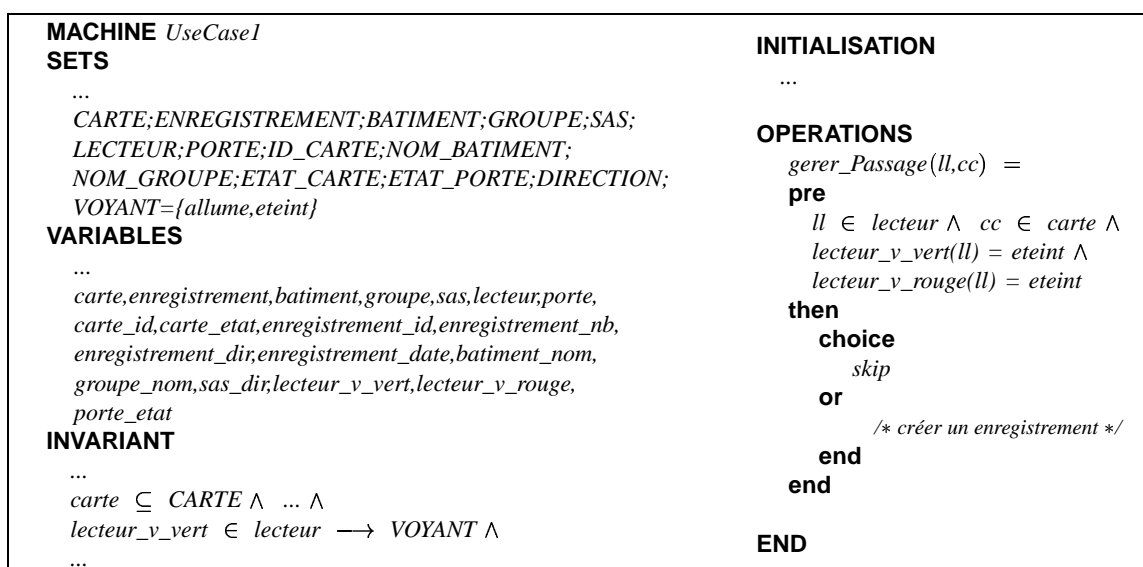 MACHINE UseCase1
SETS
...
CARTE;ENREGISTREMENT;BATIMENT;GROUPE;SAS;
LECTEUR;PORTE;ID_CARTE;NOM_BATIMENT;
NOM_GROUPE;ETAT_CARTE;ETAT_PORTE;DIRECTION;
VOYANT={allume,eteint}
VARIABLES
...
carte,enregistrement,batiment,groupe,sas,lecteur,porte,
carte_id,carte_etat,enregistrement_id,enregistrement_nb,
enregistrement_dir,enregistrement_date,batiment_nom,
groupe_nom,sas_dir,lecteur_v_vert,lecteur_v_rouge,
porte_etat
INVARIANT
...
carte ⊆ CARTE ∧ ... ∧
lecteur_v_vert ∈ lecteur ⟶ VOYANT ∧
...
INITIALISATION
...
OPERATIONS
gerer_Passage(ll,cc) =
pre
ll ∈ lecteur ∧ cc ∈ carte ∧
lecteur_v_vert(ll) = eteint ∧
lecteur_v_rouge(ll) = eteint
then
choice
skip
or
/* créer un enregistrement */
end
end
END